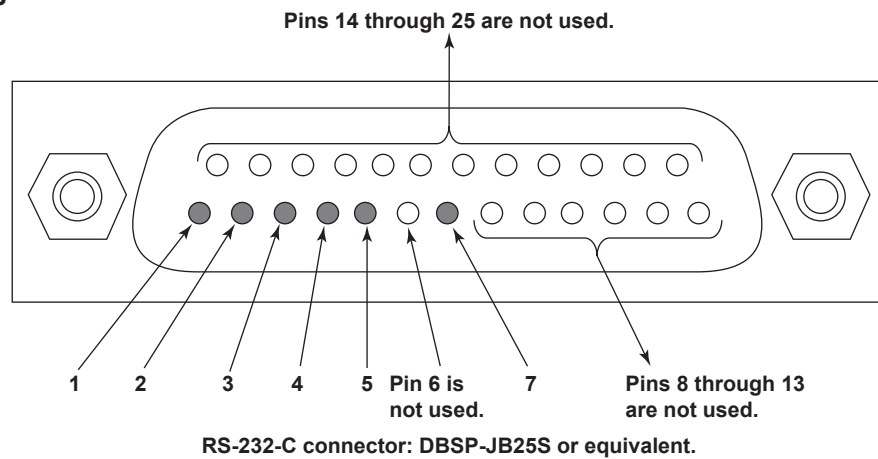 Pins 14 through 25 are not used.
1
2
3
4
5
Pin 6 is
not used.
7
Pins 8 through 13
are not used.
RS-232-C connector: DBSP-JB25S or equivalent.